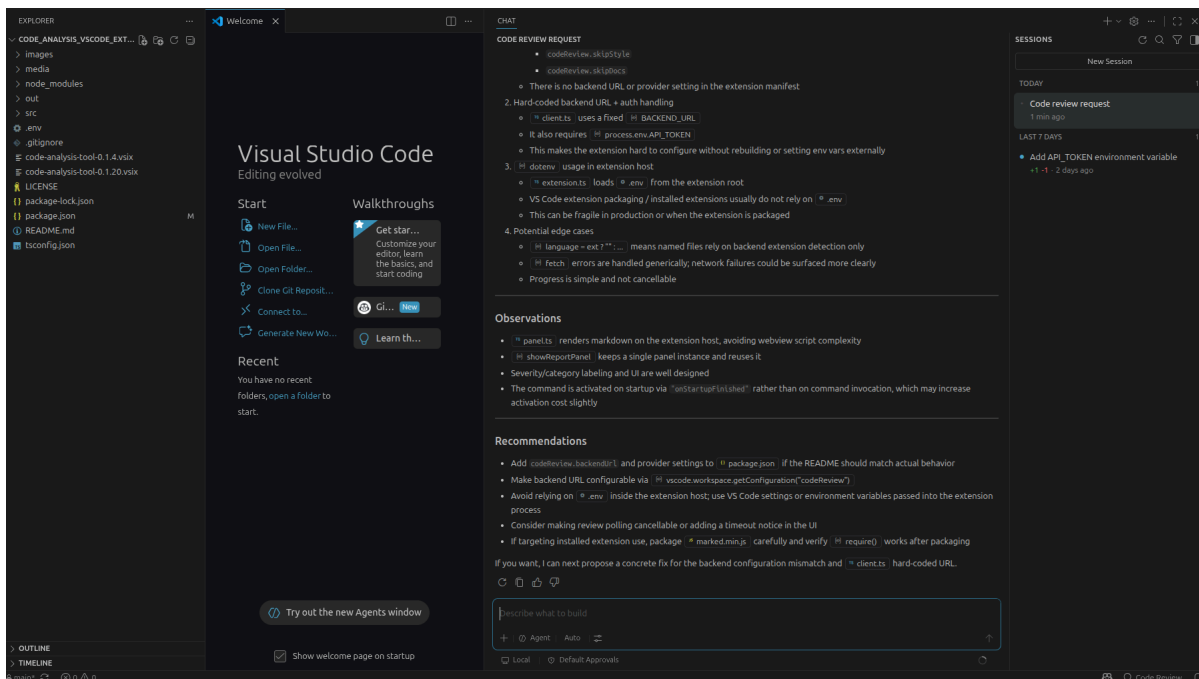 EXPLORER
CODE_ANALYSIS_VSCODE_EXT...
images
media
node_modules
out
src
.env
.gitignore
code-analysis-tool-0.1.4.vsix
code-analysis-tool-0.1.20.vsix
LICENSE
package-lock.json
package.json M
README.md
tsconfig.json
OUTLINE
TIMELINE
main*
0 0
Welcome
Visual Studio Code
Editing evolved
Start
New File...
Open File...
Open Folder...
Clone Git Reposit...
Connect to...
Generate New Wo...
Recent
You have no recent
folders, open a folder to
start.
Walkthroughs
Get star...
Customize your
editor, learn
the basics, and
start coding
Gi... New
Learn th...
Try out the new Agents window
Show welcome page on startup
CHAT
CODE REVIEW REQUEST
codeReview.skipStyle
codeReview.skipDocs
There is no backend URL or provider setting in the extension manifest
2. Hard-coded backend URL + auth handling
client.ts uses a fixed BACKEND_URL
It also requires process.env.API_TOKEN
This makes the extension hard to configure without rebuilding or setting env vars externally
3. dotenv usage in extension host
extension.ts loads .env from the extension root
VS Code extension packaging / installed extensions usually do not rely on .env
This can be fragile in production or when the extension is packaged
4. Potential edge cases
language = ext ? "" : ... means named files rely on backend extension detection only
fetch errors are handled generically; network failures could be surfaced more clearly
Progress is simple and not cancellable
Observations
panel.ts renders markdown on the extension host, avoiding webview script complexity
showReportPanel keeps a single panel instance and reuses it
Severity/category labeling and UI are well designed
The command is activated on startup via "onStartupFinished" rather than on command invocation, which may increase
activation cost slightly
Recommendations
Add codeReview.backendUrl and provider settings to package.json if the README should match actual behavior
Make backend URL configurable via vscode.workspace.getConfiguration("codeReview")
Avoid relying on .env inside the extension host; use VS Code settings or environment variables passed into the extension
process
Consider making review polling cancellable or adding a timeout notice in the UI
If targeting installed extension use, package marked.min.js carefully and verify require() works after packaging
If you want, I can next propose a concrete fix for the backend configuration mismatch and client.ts hard-coded URL.
Describe what to build
Agent Auto
Local Default Approvals
SESSIONS
New Session
TODAY 1
Code review request
1 min ago
LAST 7 DAYS 1
Add API_TOKEN environment variable
+1 -1 · 2 days ago
Code Review